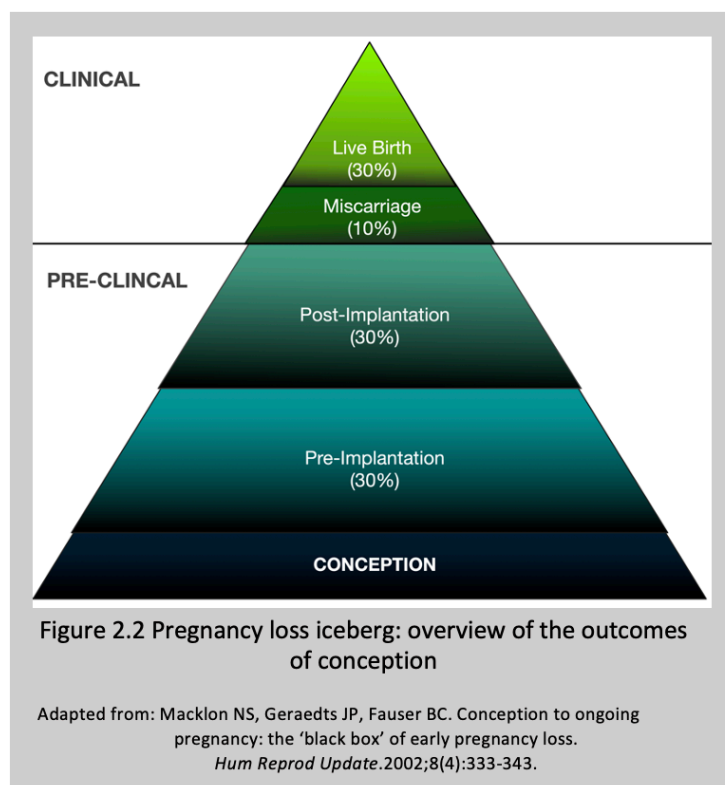 CLINICAL
Live Birth
(30%)
Miscarriage
(10%)
PRE-CLINCAL
Post-Implantation
(30%)
Pre-Implantation
(30%)
CONCEPTION
Figure 2.2 Pregnancy loss iceberg: overview of the outcomes
of conception
Adapted from: Macklon NS, Geraedts JP, Fauser BC. Conception to ongoing
pregnancy: the ‘black box’ of early pregnancy loss.
Hum Reprod Update.2002;8(4):333-343.